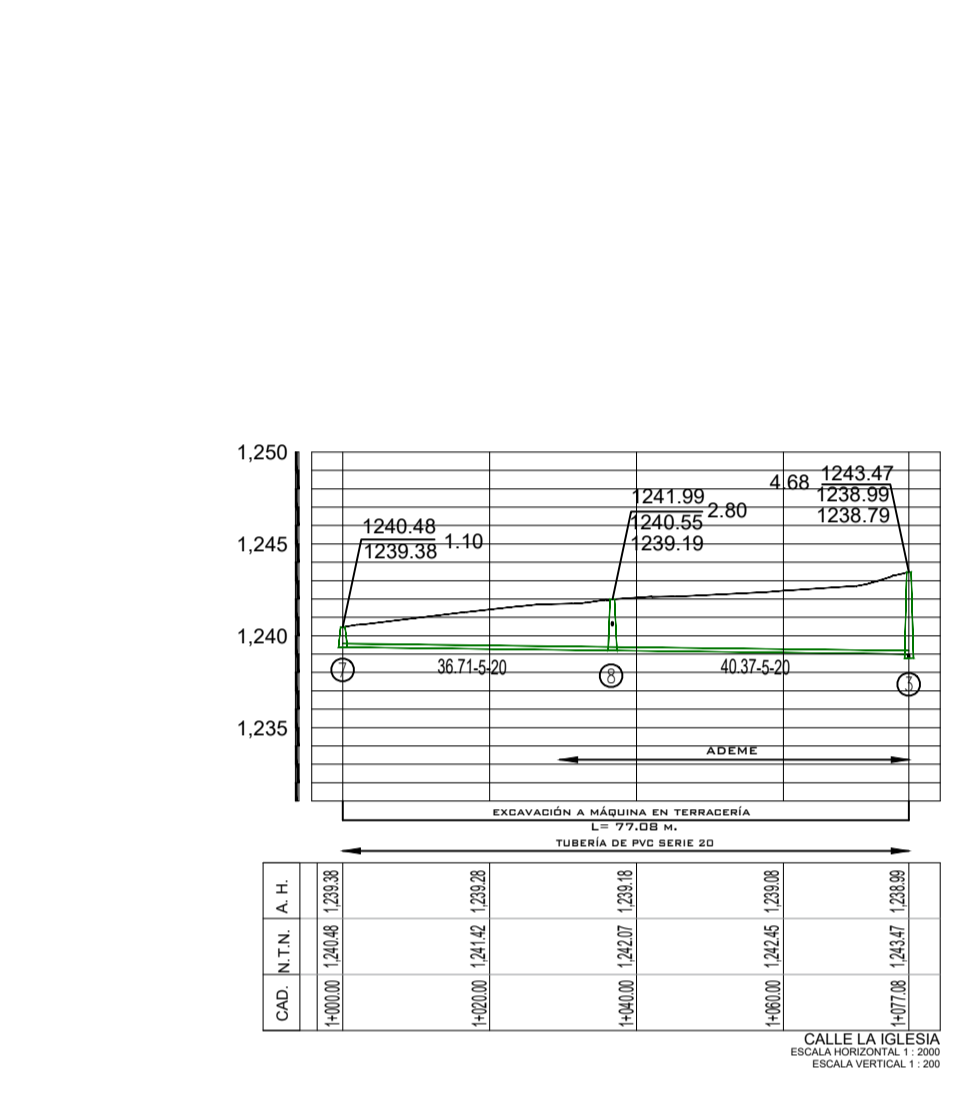 1,250
1,245
1,240
1,235
1240.48
1239.38
1.10
1241.99
1240.55
1239.19
2.80
4.68
1243.47
1238.99
1238.79
36.71-5-20
40.37-5-20
7
8
3
ADEME
EXCAVACIÓN A MÁQUINA EN TERRACERÍA
L= 77.08 M.
TUBERÍA DE PVC SERIE 20
A. H. 1,239.38 1,239.28 1,239.18 1,239.08 1,238.99
N.T.N. 1,240.48 1,241.42 1,242.07 1,242.45 1,243.47
CAD. 1+000.00 1+020.00 1+040.00 1+060.00 1+077.08
CALLE LA IGLESIA
ESCALA HORIZONTAL 1 : 2000
ESCALA VERTICAL 1 : 200